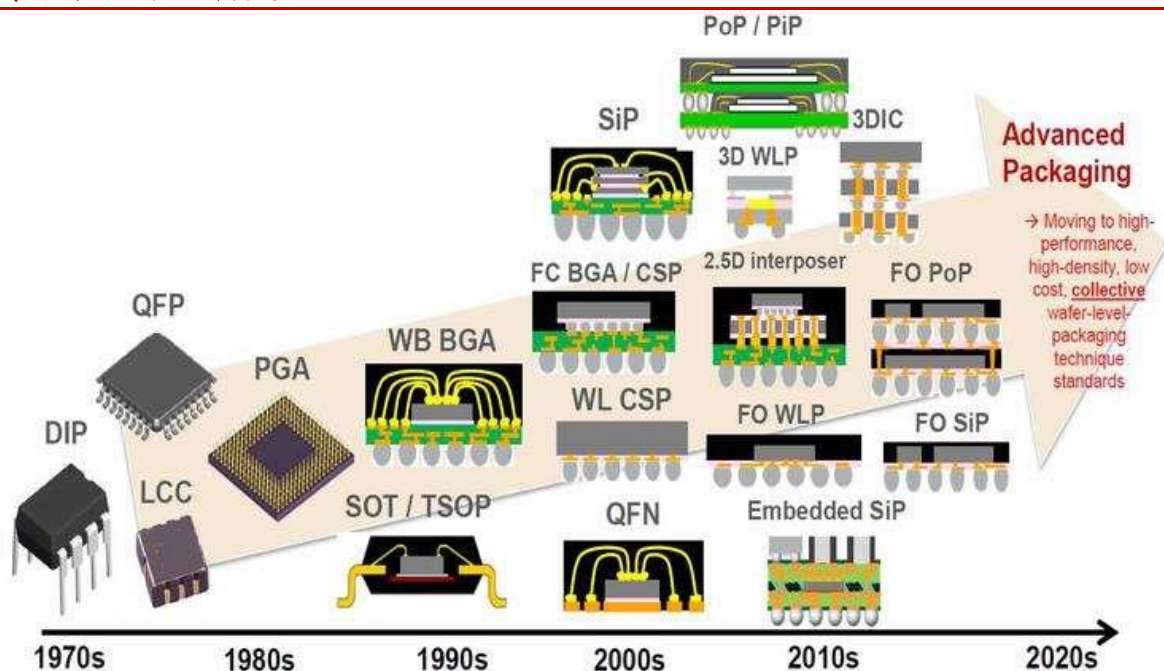 PoP / PiP
SiP
3DIC
3D WLP
Advanced
Packaging
→ Moving to high-
performance,
high-density, low
cost, collective
wafer-level-
packaging
technique
standards
FC BGA / CSP
2.5D interposer
FO PoP
QFP
WB BGA
PGA
WL CSP
FO WLP
FO SiP
DIP
LCC
SOT / TSOP
QFN
Embedded SiP
1970s
1980s
1990s
2000s
2010s
2020s